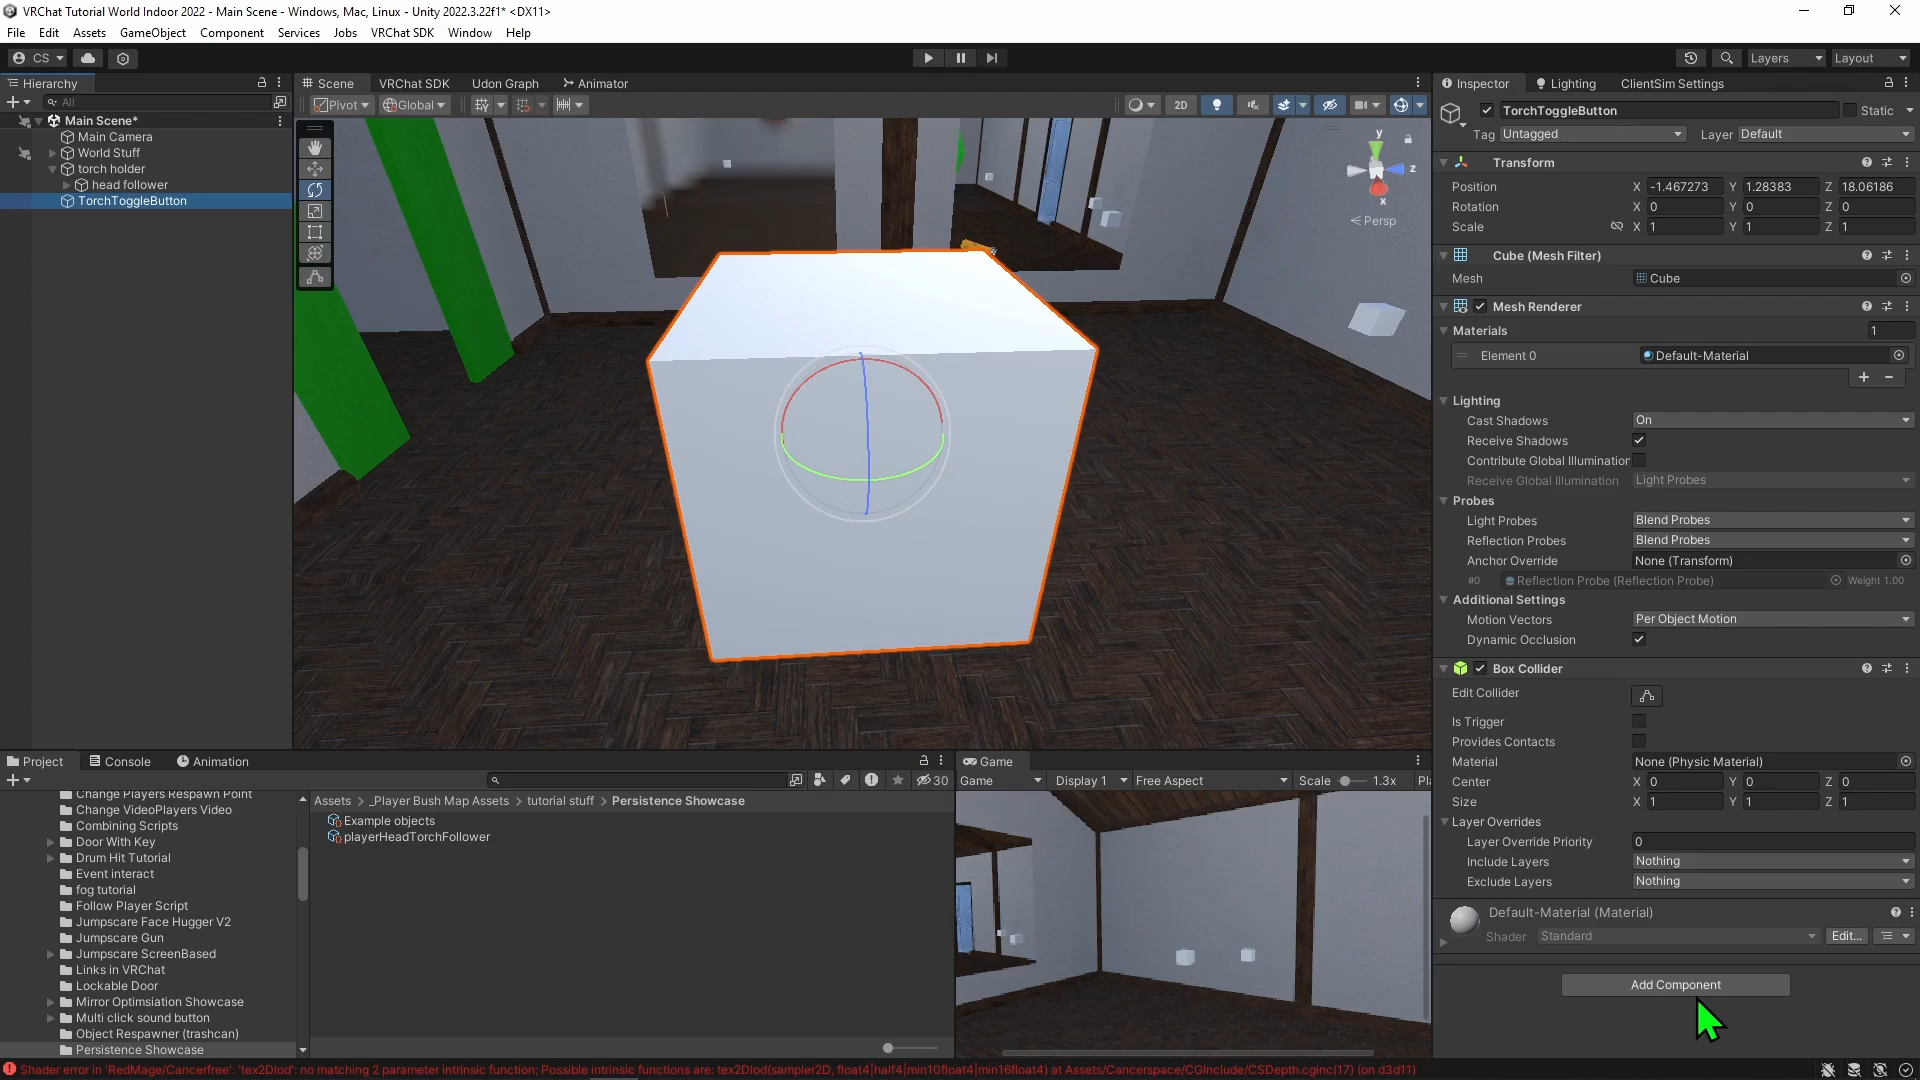 VRChat Tutorial World Indoor 2022 - Main Scene - Windows, Mac, Linux - Unity 2022.3.22f1* <DX11>
File Edit Assets GameObject Component Services Jobs VRChat SDK Window Help
CS Layers Layout
Hierarchy
All
Main Scene*
Main Camera
World Stuff
torch holder
head follower
TorchToggleButton
Scene VRChat SDK Udon Graph Animator
Pivot Global 2D
y
z
x
Persp
Inspector Lighting ClientSim Settings
TorchToggleButton Static
Tag Untagged Layer Default
Transform
Position X -1.467273 Y 1.28383 Z 18.06186
Rotation X 0 Y 0 Z 0
Scale X 1 Y 1 Z 1
Cube (Mesh Filter)
Mesh Cube
Mesh Renderer
Materials 1
Element 0 Default-Material
Lighting
Cast Shadows On
Receive Shadows
Contribute Global Illumination
Receive Global Illumination Light Probes
Probes
Light Probes Blend Probes
Reflection Probes Blend Probes
Anchor Override None (Transform)
#0 Reflection Probe (Reflection Probe) Weight 1.00
Additional Settings
Motion Vectors Per Object Motion
Dynamic Occlusion
Box Collider
Edit Collider
Is Trigger
Provides Contacts
Material None (Physic Material)
Center X 0 Y 0 Z 0
Size X 1 Y 1 Z 1
Layer Overrides
Layer Override Priority 0
Include Layers Nothing
Exclude Layers Nothing
Default-Material (Material)
Shader Standard Edit...
Add Component
Project Console Animation
30
Change Players Respawn Point
Change VideoPlayers Video
Combining Scripts
Door With Key
Drum Hit Tutorial
Event interact
fog tutorial
Follow Player Script
Jumpscare Face Hugger V2
Jumpscare Gun
Jumpscare ScreenBased
Links in VRChat
Lockable Door
Mirror Optimsiation Showcase
Multi click sound button
Object Respawner (trashcan)
Persistence Showcase
Assets > _Player Bush Map Assets > tutorial stuff > Persistence Showcase
Example objects
playerHeadTorchFollower
Game
Game Display 1 Free Aspect Scale 1.3x Pl
Shader error in 'RedMage/Cancerfree': 'tex2Dlod': no matching 2 parameter intrinsic function; Possible intrinsic functions are: tex2Dlod(sampler2D, float4|half4|min10float4|min16float4) at Assets/Cancerspace/CGInclude/CSDepth.cginc(17) (on d3d11)